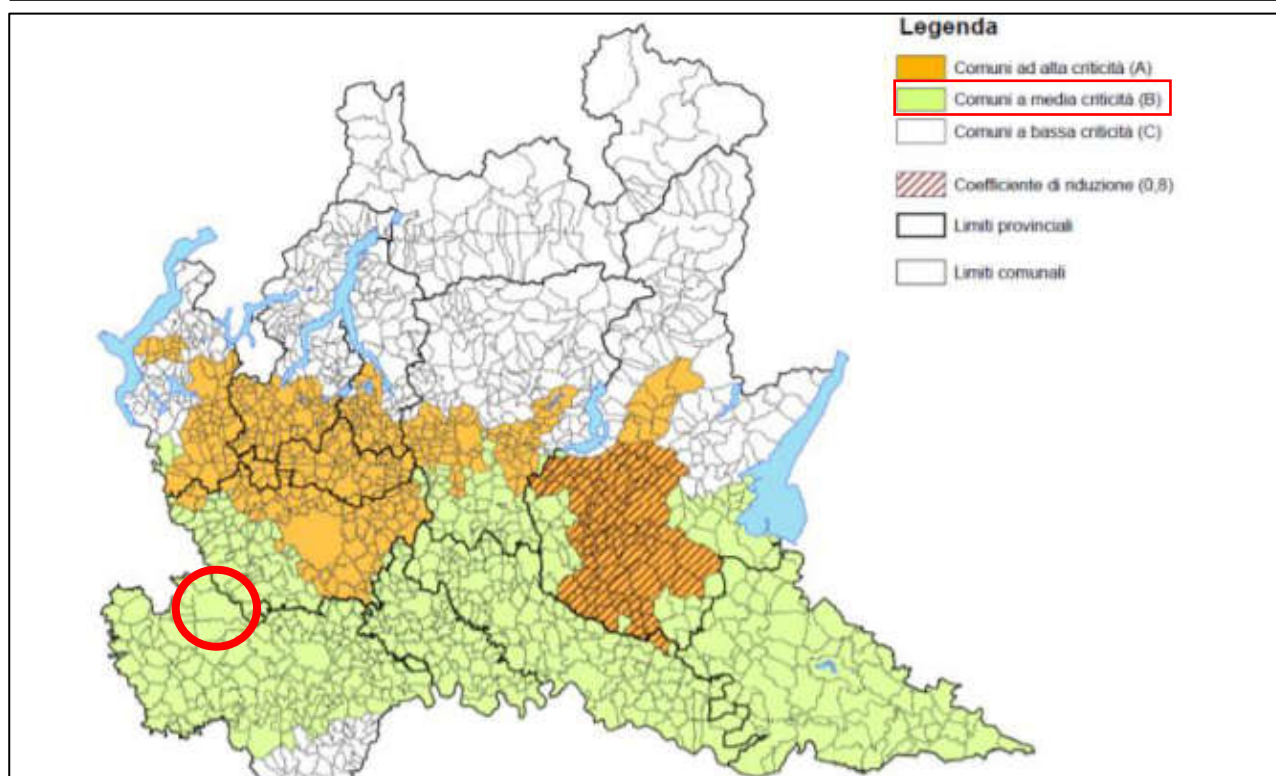 Legenda
Comuni ad alta criticità (A)
Comuni a media criticità (B)
Comuni a bassa criticità (C)
Coefficiente di riduzione (0,8)
Limiti provinciali
Limiti comunali